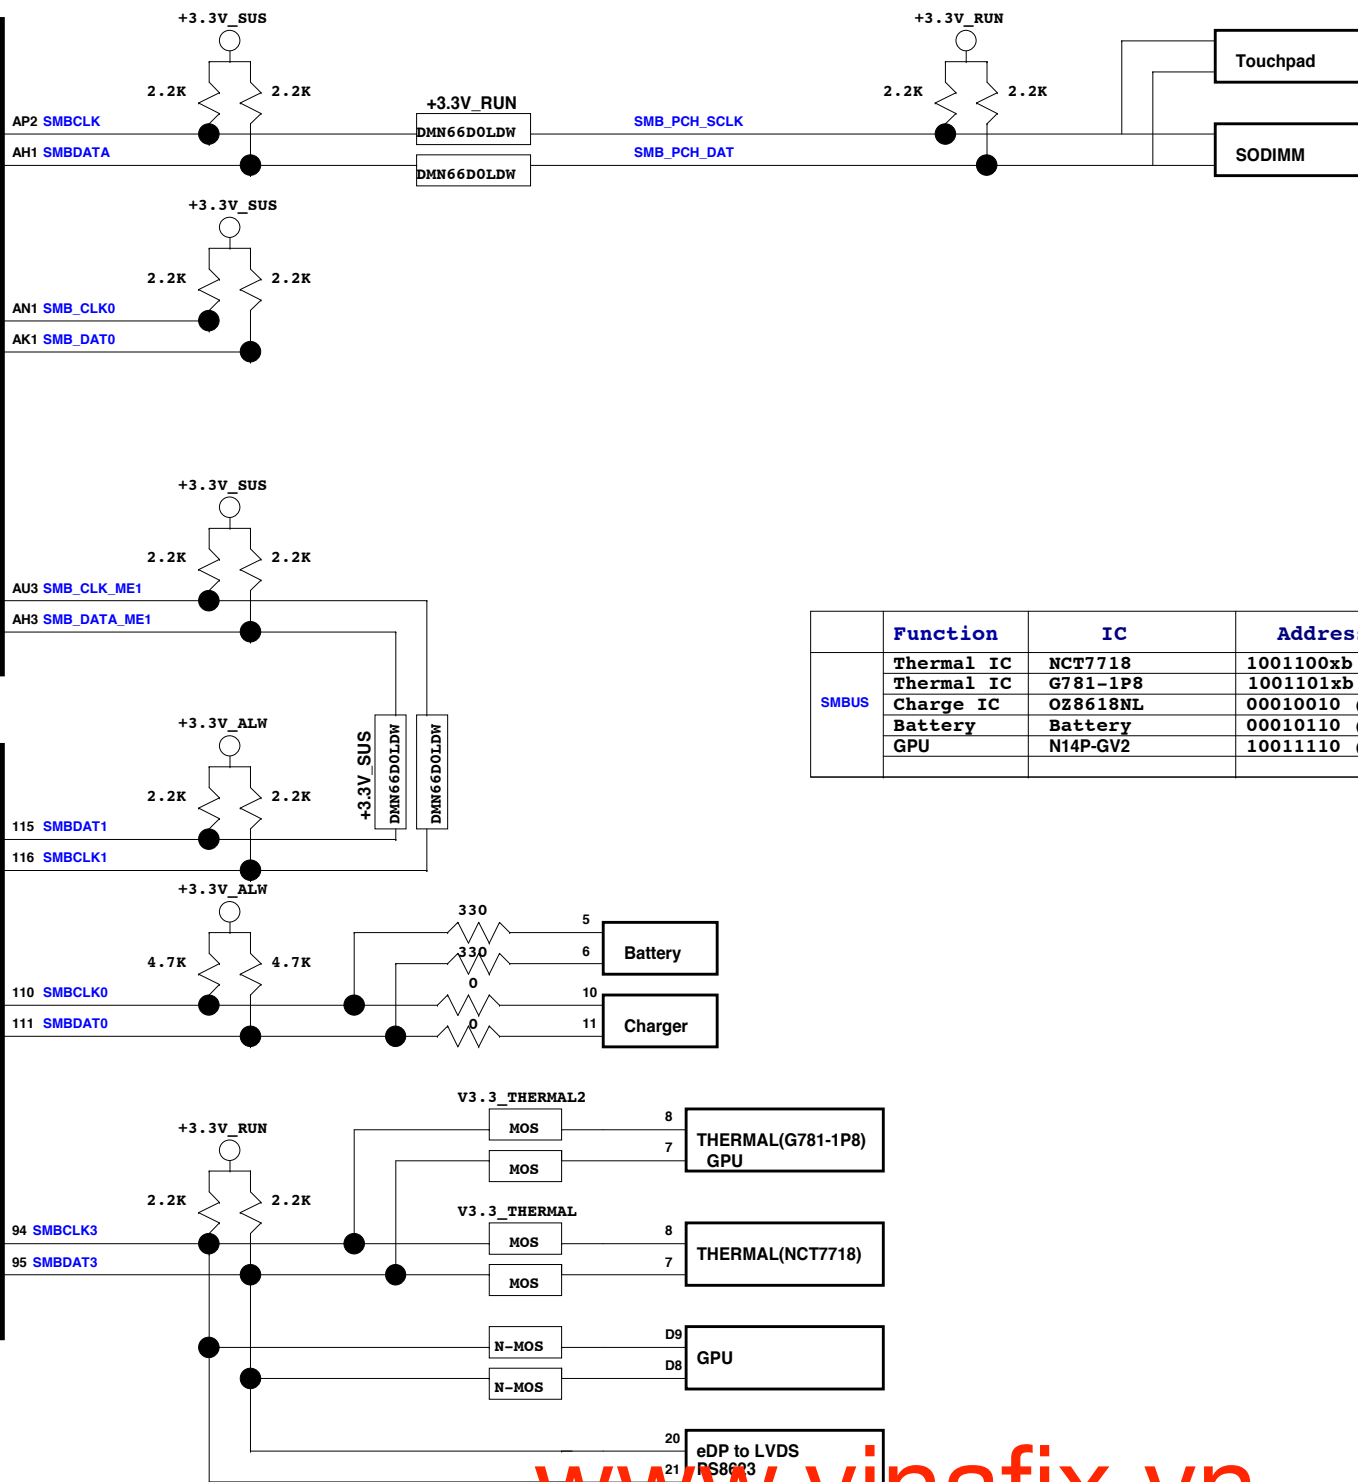 +3.3V_SUS
+3.3V_RUN
2.2K 2.2K
2.2K 2.2K
Touchpad
+3.3V_RUN
AP2 SMBCLK
DMN66D0LDW
SMB_PCH_SCLK
AH1 SMBDATA
DMN66D0LDW
SMB_PCH_DAT
SODIMM
+3.3V_SUS
2.2K 2.2K
AN1 SMB_CLK0
AK1 SMB_DAT0
+3.3V_SUS
2.2K 2.2K
AU3 SMB_CLK_ME1
AH3 SMB_DATA_ME1
Function IC Addres
Thermal IC NCT7718 1001100xb
Thermal IC G781-1P8 1001101xb
SMBUS
Charge IC OZ8618NL 00010010
Battery Battery 00010110
GPU N14P-GV2 10011110
+3.3V_ALW
+3.3V_SUS
DMN66D0LDW
DMN66D0LDW
2.2K 2.2K
115 SMBDAT1
116 SMBCLK1
+3.3V_ALW
330
5
330
6
Battery
4.7K 4.7K
0
10
110 SMBCLK0
0
11
111 SMBDAT0
Charger
V3.3_THERMAL2
MOS
8
+3.3V_RUN
THERMAL(G781-1P8)
7
GPU
MOS
2.2K 2.2K
V3.3_THERMAL
94 SMBCLK3
MOS
8
THERMAL(NCT7718)
95 SMBDAT3
7
MOS
D9
N-MOS
GPU
D8
N-MOS
20
eDP to LVDS
21
PS8623
www.vinafix.vn